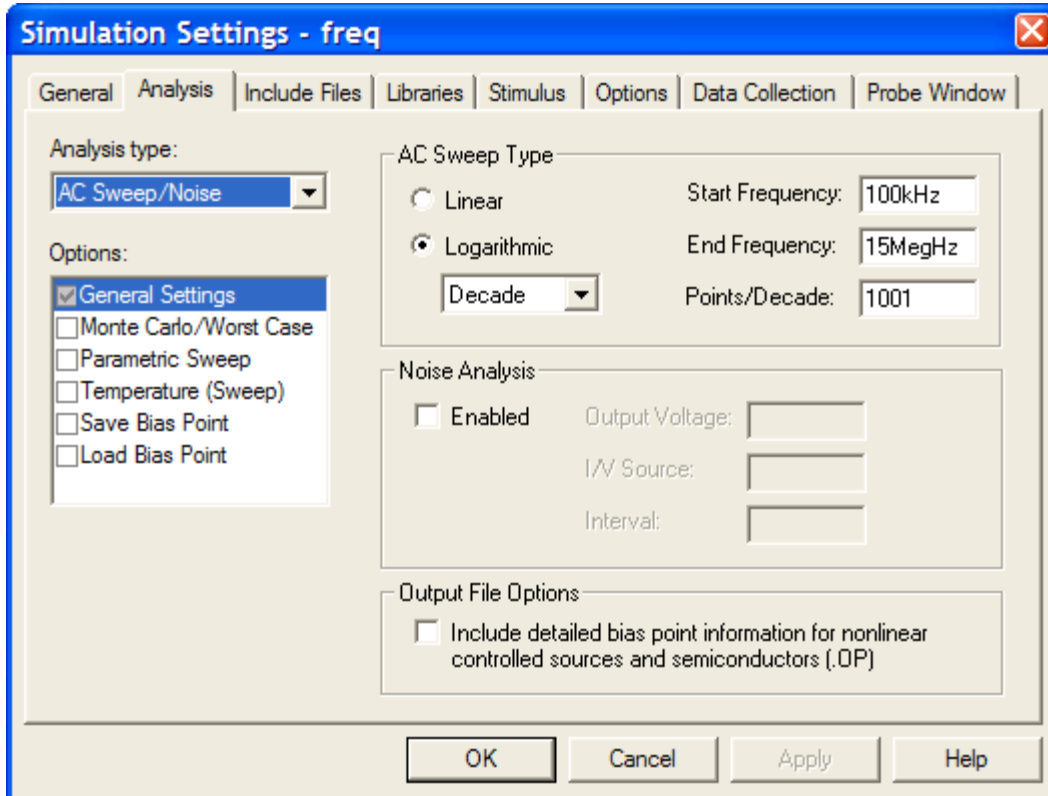 Simulation Settings - freq
General
Analysis
Include Files
Libraries
Stimulus
Options
Data Collection
Probe Window
Analysis type:
AC Sweep/Noise
Options:
General Settings
Monte Carlo/Worst Case
Parametric Sweep
Temperature (Sweep)
Save Bias Point
Load Bias Point
AC Sweep Type
Linear
Logarithmic
Decade
Start Frequency:
100kHz
End Frequency:
15MegHz
Points/Decade:
1001
Noise Analysis
Enabled
Output Voltage:
I/V Source:
Interval:
Output File Options
Include detailed bias point information for nonlinear
controlled sources and semiconductors (.OP)
OK
Cancel
Apply
Help